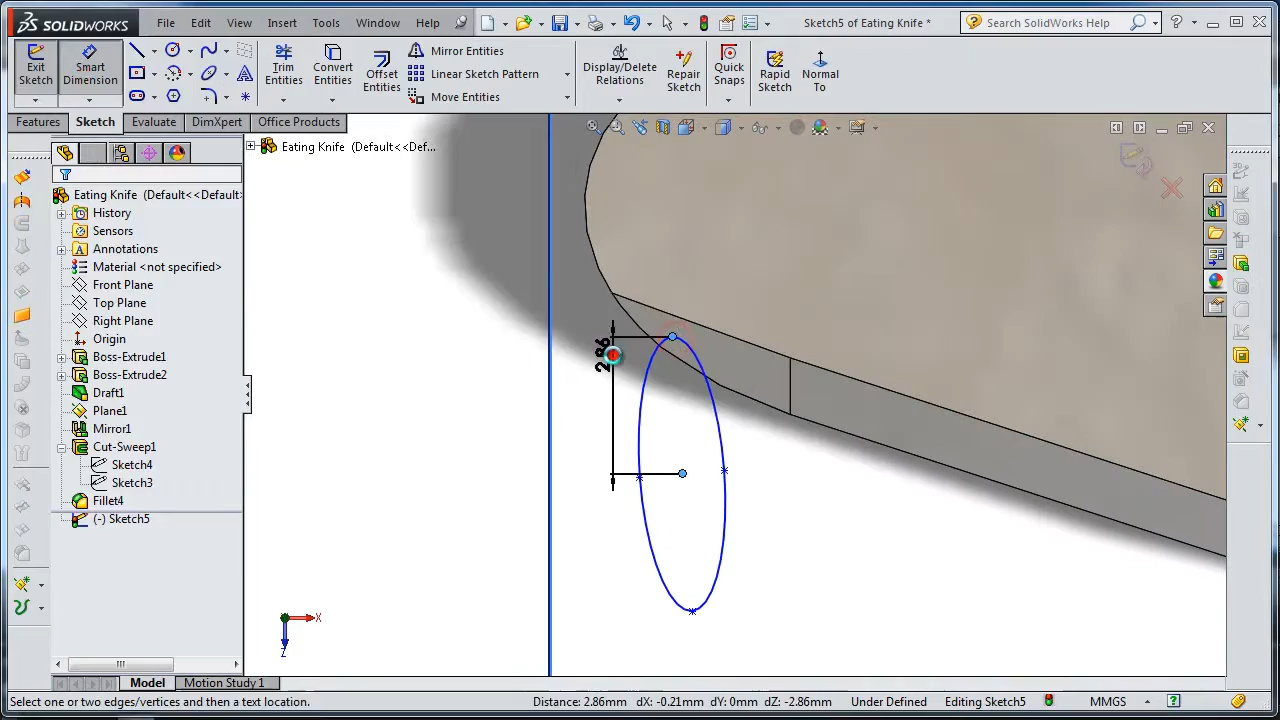 SOLIDWORKS
File Edit View Insert Tools Window Help
Sketch5 of Eating Knife *
Search SolidWorks Help
Exit Sketch
Smart Dimension
Trim Entities
Convert Entities
Offset Entities
Mirror Entities
Linear Sketch Pattern
Move Entities
Display/Delete Relations
Repair Sketch
Quick Snaps
Rapid Sketch
Normal To
Features Sketch Evaluate DimXpert Office Products
Eating Knife (Default<<Def...
Eating Knife (Default<<Default
History
Sensors
Annotations
Material <not specified>
Front Plane
Top Plane
Right Plane
Origin
Boss-Extrude1
Boss-Extrude2
Draft1
Plane1
Mirror1
Cut-Sweep1
Sketch4
Sketch3
Fillet4
(-) Sketch5
2.86
X
Z
Model Motion Study 1
Select one or two edges/vertices and then a text location.
Distance: 2.86mm dX: -0.21mm dY: 0mm dZ: -2.86mm Under Defined Editing Sketch5 MMGS